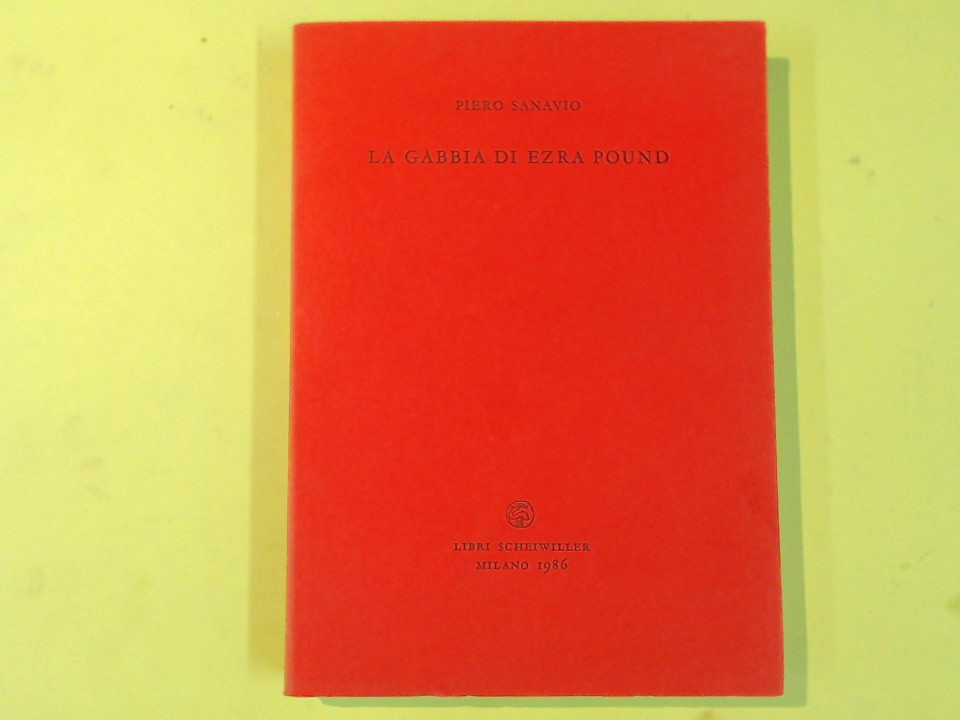 PIERO SANAVIO
LA GABBIA DI EZRA POUND
LIBRI SCHEIWILLER
MILANO 1986